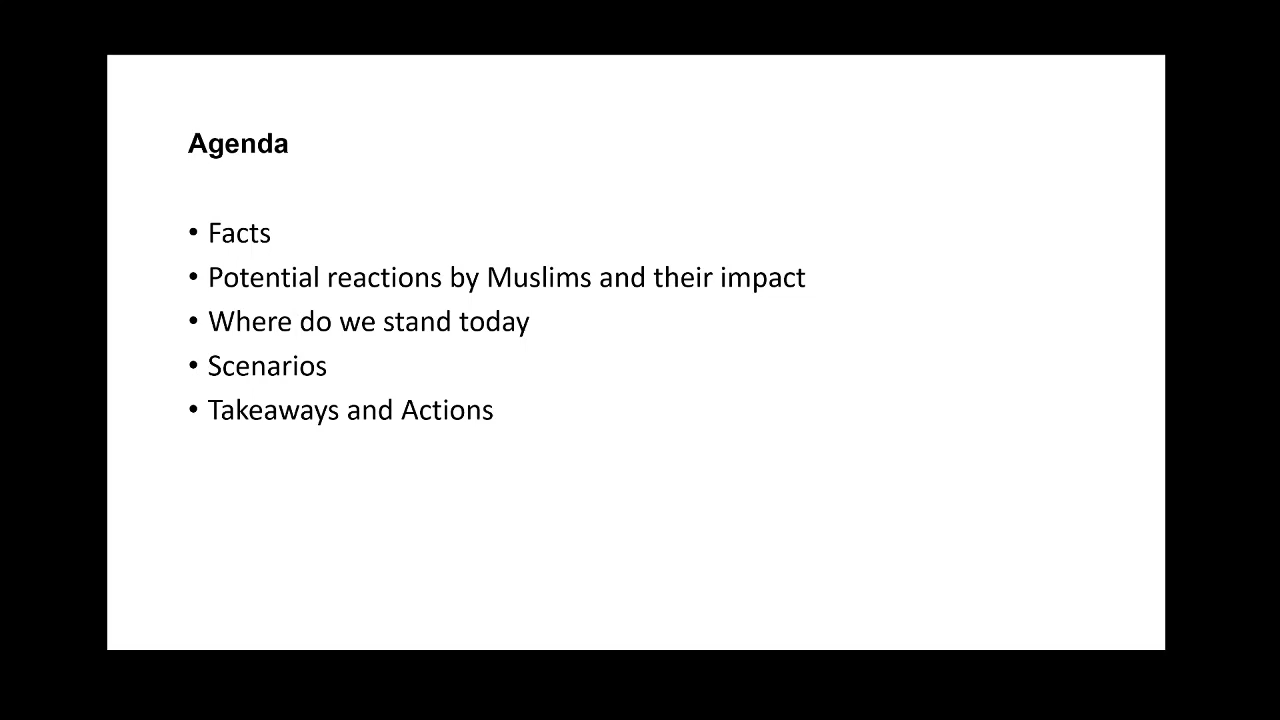 Agenda
• Facts
• Potential reactions by Muslims and their impact
• Where do we stand today
• Scenarios
• Takeaways and Actions